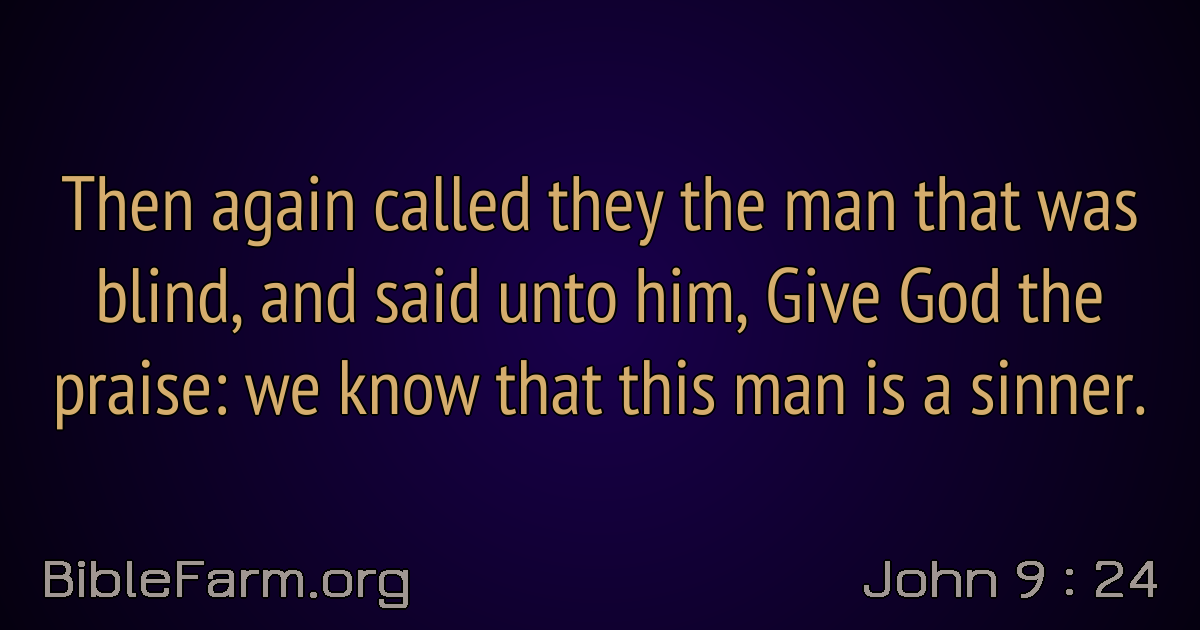 Then again called they the man that was
blind, and said unto him, Give God the
praise: we know that this man is a sinner.
BibleFarm.org
John 9 : 24